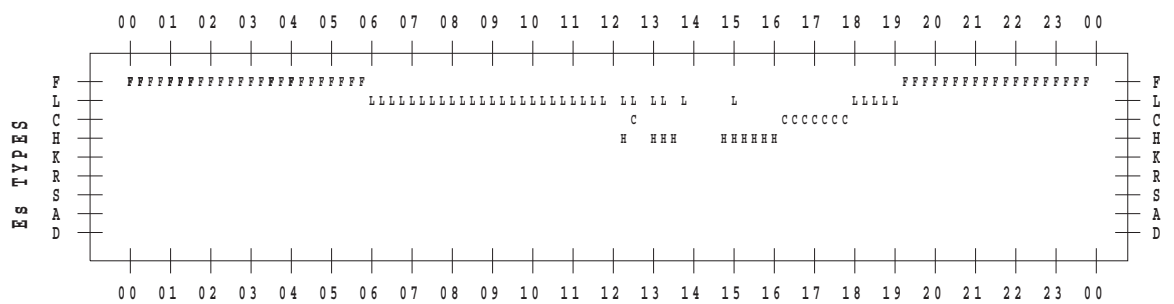 00 01 02 03 04 05 06 07 08 09 10 11 12 13 14 15 16 17 18 19 20 21 22 23 00
F FFFFFFFFFFFFFFFFFFFFFFFF FFFFFFFFFFFFFFFFFFF F
L LLLLLLLLLLLLLLLLLLLLLLLL LL LL L L LLLLL L
C C CCCCCCC C
H H HHH HHHHHH H
K K
R R
S S
A A
D D
Es TYPES
00 01 02 03 04 05 06 07 08 09 10 11 12 13 14 15 16 17 18 19 20 21 22 23 00